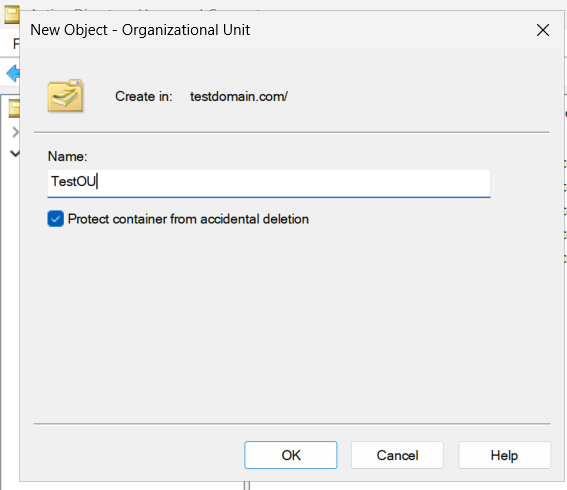 New Object - Organizational Unit
Create in: testdomain.com/
Name:
TestOU
Protect container from accidental deletion
OK Cancel Help